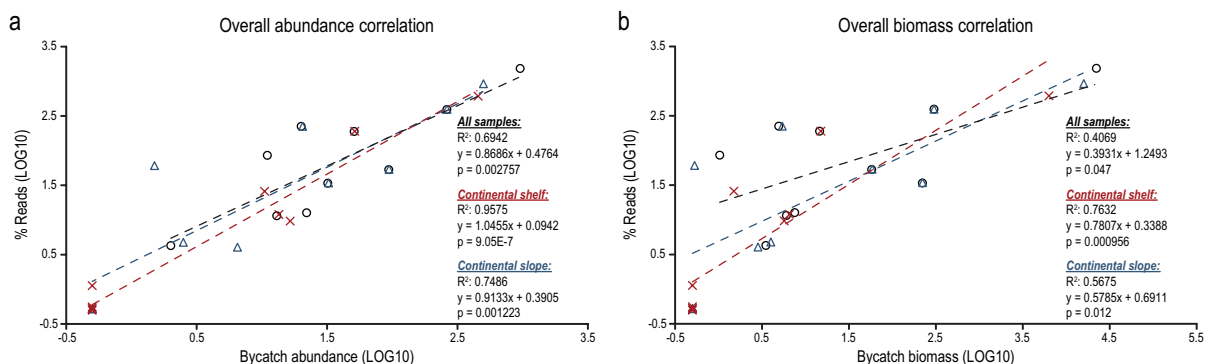 a
Overall abundance correlation
% Reads (LOG10)
3.5
2.5
1.5
0.5
-0.5
-0.5
0.5
1.5
2.5
3.5
Bycatch abundance (LOG10)
All samples:
R²: 0.6942
y = 0.8686x + 0.4764
p = 0.002757
Continental shelf:
R²: 0.9575
y = 1.0455x + 0.0942
p = 9.05E-7
Continental slope:
R²: 0.7486
y = 0.9133x + 0.3905
p = 0.001223
b
Overall biomass correlation
% Reads (LOG10)
3.5
2.5
1.5
0.5
-0.5
-0.5
0.5
1.5
2.5
3.5
4.5
5.5
Bycatch biomass (LOG10)
All samples:
R²: 0.4069
y = 0.3931x + 1.2493
p = 0.047
Continental shelf:
R²: 0.7632
y = 0.7807x + 0.3388
p = 0.000956
Continental slope:
R²: 0.5675
y = 0.5785x + 0.6911
p = 0.012